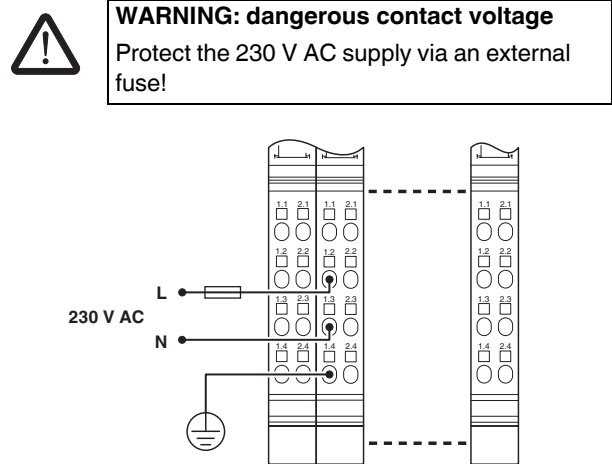 WARNING: dangerous contact voltage
Protect the 230 V AC supply via an external
fuse!
1.1 2.1 1.1 2.1 1.1 2.1
1.2 2.2 1.2 2.2 1.2 2.2
L
1.3 2.3 1.3 2.3 1.3 2.3
230 V AC
N
1.4 2.4 1.4 2.4 1.4 2.4